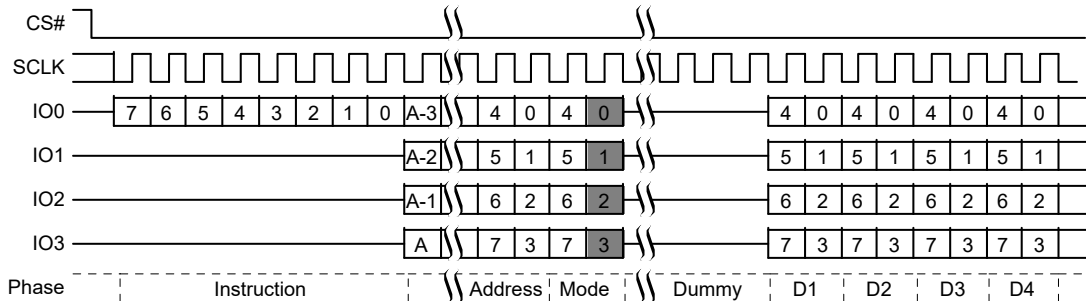 CS#
SCLK
IO0 7 6 5 4 3 2 1 0 A-3 4 0 4 0 4 0 4 0 4 0 4 0
IO1 A-2 5 1 5 1 5 1 5 1 5 1 5 1
IO2 A-1 6 2 6 2 6 2 6 2 6 2 6 2
IO3 A 7 3 7 3 7 3 7 3 7 3 7 3
Phase Instruction Address Mode Dummy D1 D2 D3 D4